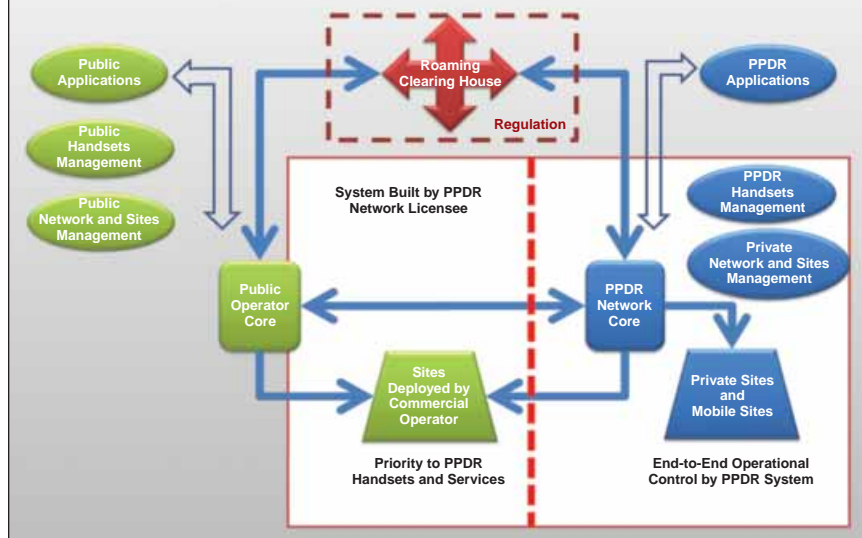 Public
Applications
Roaming
Clearing House
PPDR
Applications
Regulation
Public
Handsets
Management
Public
Network and Sites
Management
System Built by PPDR
Network Licensee
PPDR
Handsets
Management
Private
Network and Sites
Management
Public
Operator
Core
PPDR
Network
Core
Sites
Deployed by
Commercial
Operator
Private Sites
and
Mobile Sites
Priority to PPDR
Handsets and Services
End-to-End Operational
Control by PPDR System